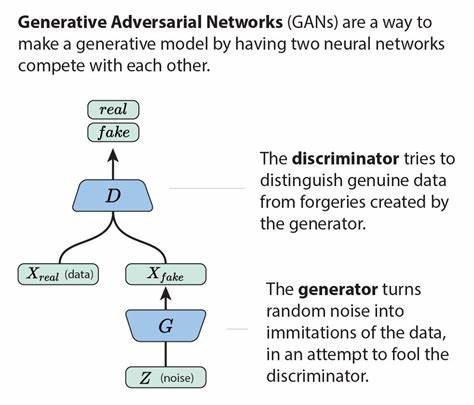 Generative Adversarial Networks (GANs) are a way to
make a generative model by having two neural networks
compete with each other.
real
fake
D
The discriminator tries to
distinguish genuine data
from forgeries created by
the generator.
X_real (data)
X_fake
The generator turns
random noise into
immitations of the data,
in an attempt to fool the
discriminator.
G
Z (noise)